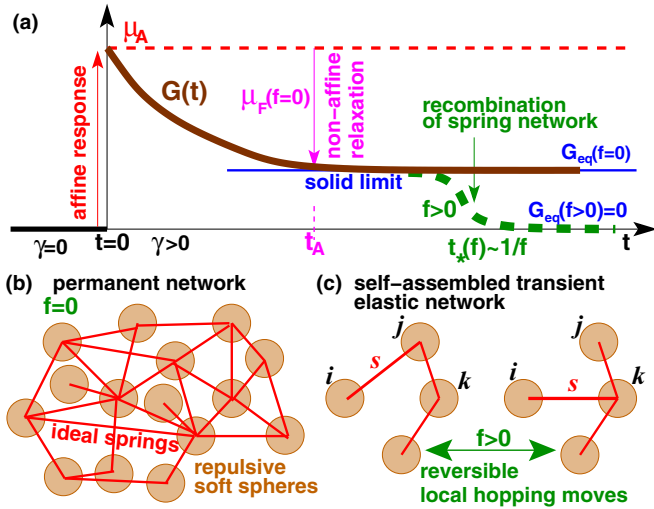 (a)
μA
G(t)
affine response
μF(f=0)
non-affine
relaxation
recombination
of spring network
Geq(f=0)
solid limit
f>0
Geq(f>0)=0
γ=0
t=0
γ>0
tA
t*(f)~1/f
t
(b) permanent network
f=0
ideal springs
repulsive
soft spheres
(c) self-assembled transient
elastic network
j
i
s
k
j
i
s
k
f>0
reversible
local hopping moves